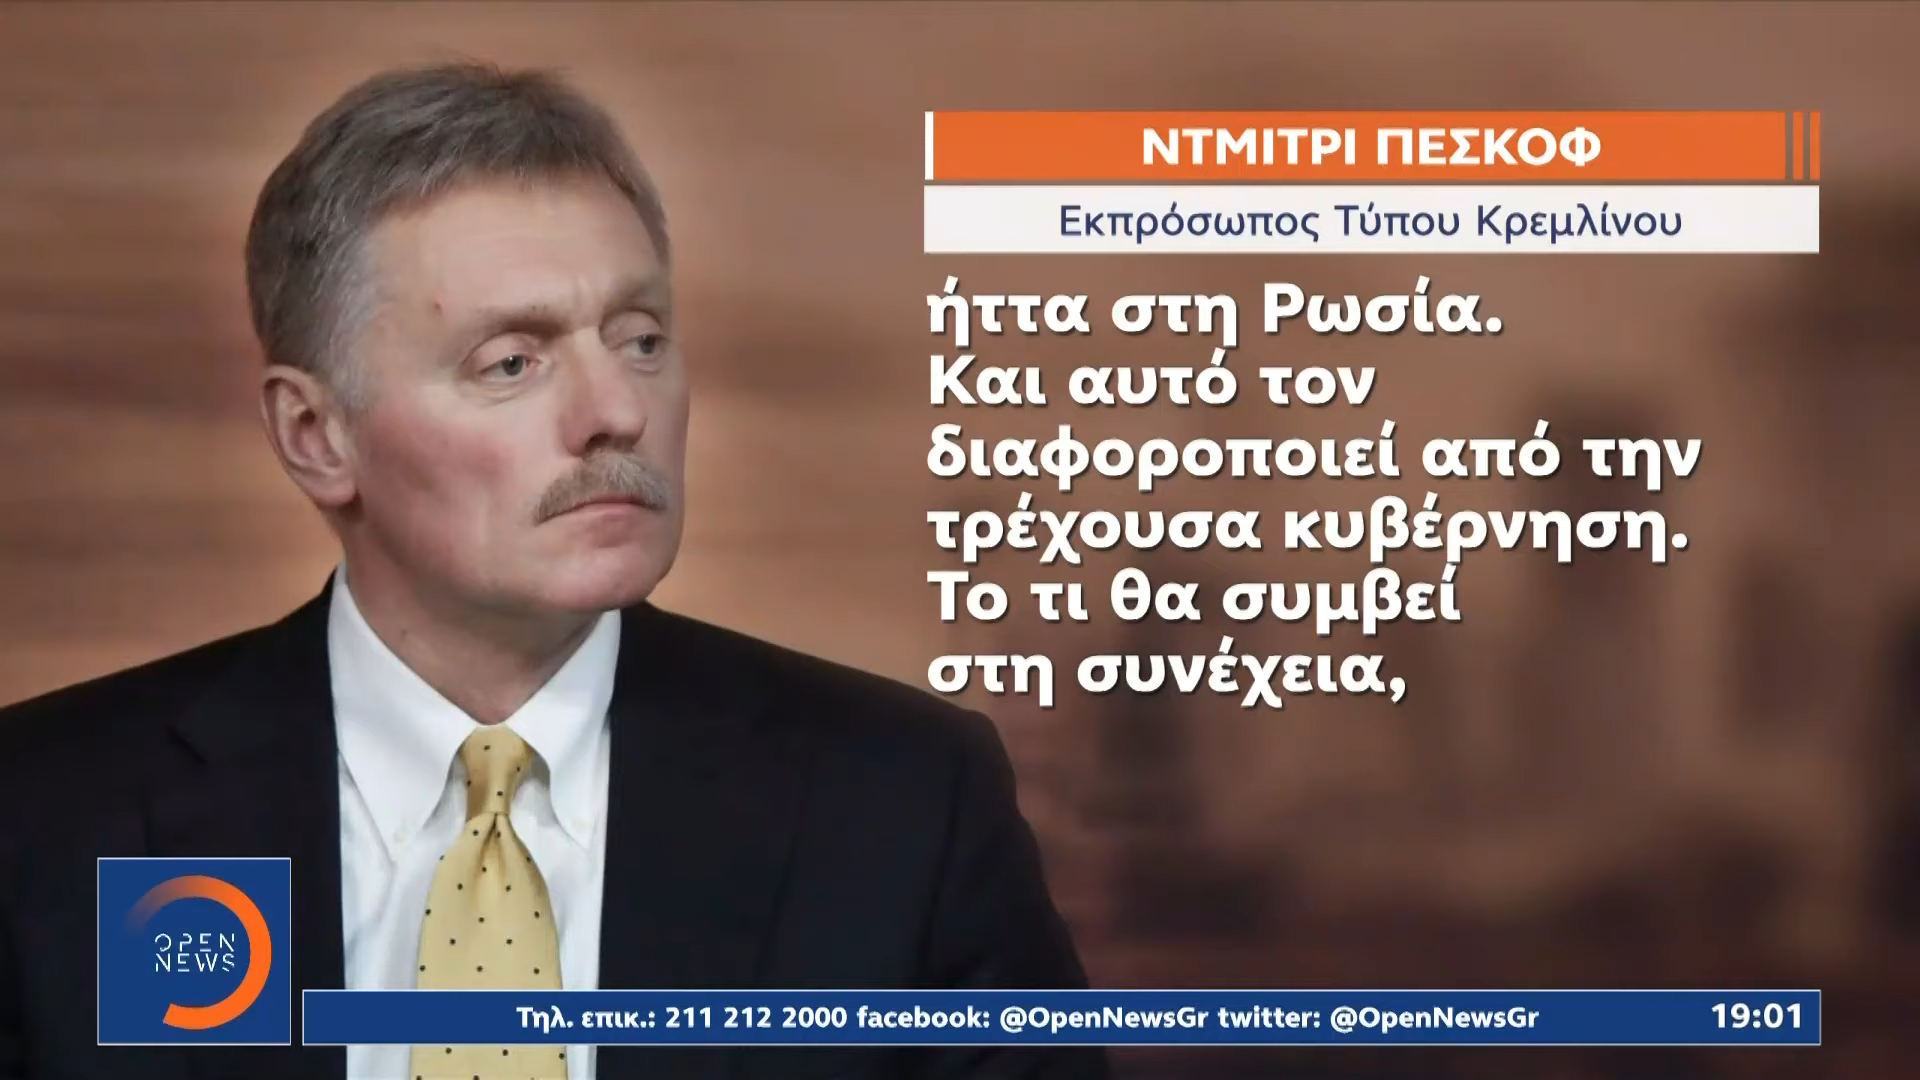 ΝΤΜΙΤΡΙ ΠΕΣΚΟΦ
Εκπρόσωπος Τύπου Κρεμλίνου
ήττα στη Ρωσία.
Και αυτό τον
διαφοροποιεί από την
τρέχουσα κυβέρνηση.
Το τι θα συμβεί
στη συνέχεια,
OPEN
NEWS
Τηλ. επικ.: 211 212 2000 facebook: @OpenNewsGr twitter: @OpenNewsGr
19:01